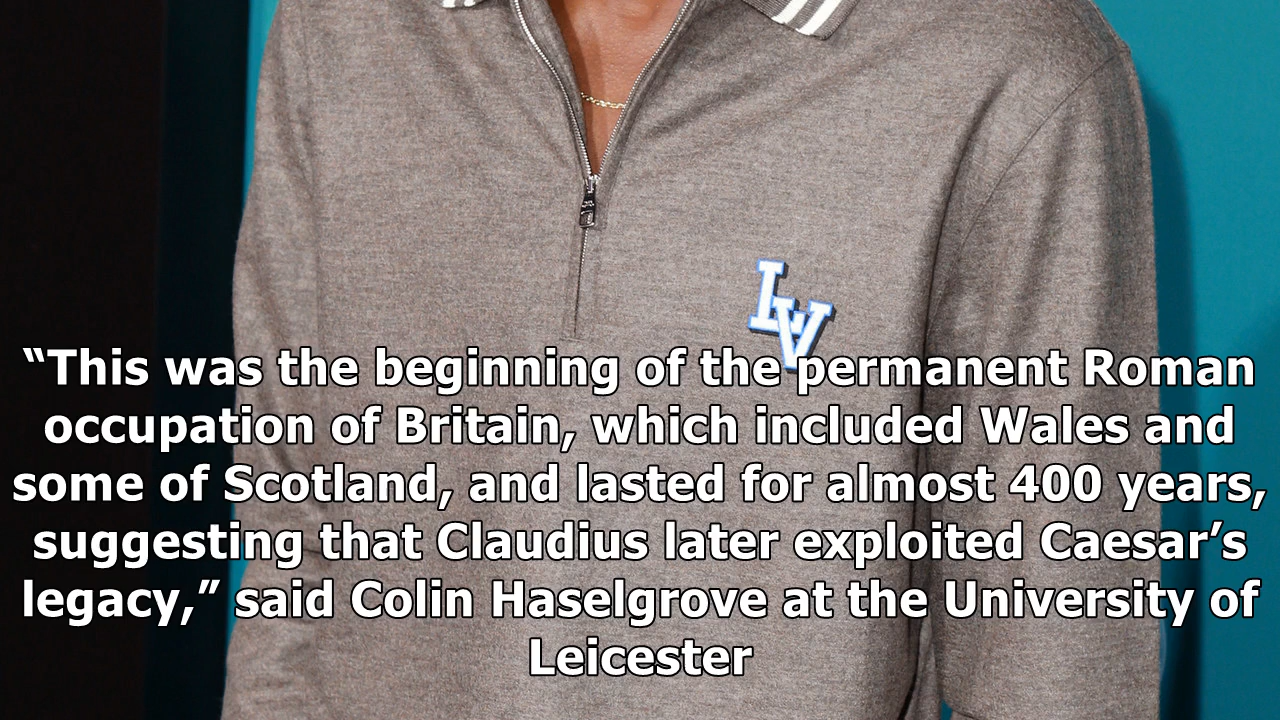 LV
“This was the beginning of the permanent Roman
occupation of Britain, which included Wales and
some of Scotland, and lasted for almost 400 years,
suggesting that Claudius later exploited Caesar’s
legacy,” said Colin Haselgrove at the University of
Leicester